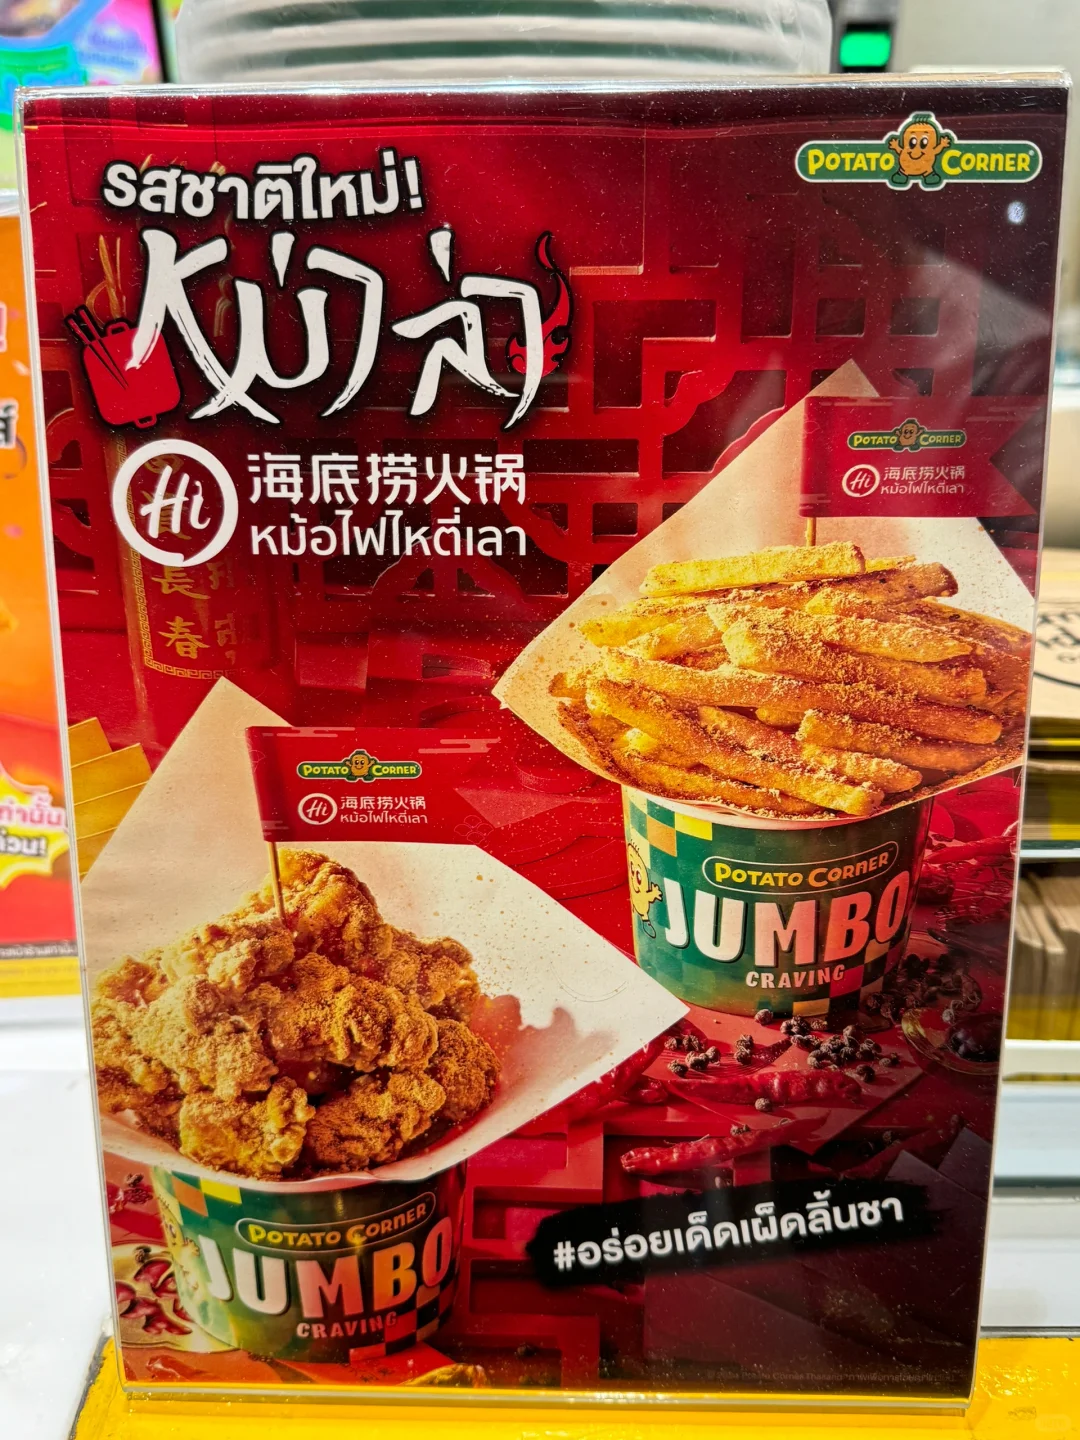 POTATO CORNER
รสชาติใหม่!
หม่าล่า
Hi 海底捞火锅
หม้อไฟไหตี่เลา
POTATO CORNER
Hi 海底捞火锅
หม้อไฟไหตี่เลา
長
春
POTATO CORNER
Hi 海底捞火锅
หม้อไฟไหตี่เลา
POTATO CORNER
JUMBO
CRAVING
POTATO CORNER
JUMBO
CRAVING
#อร่อยเด็ดเผ็ดลิ้นชา